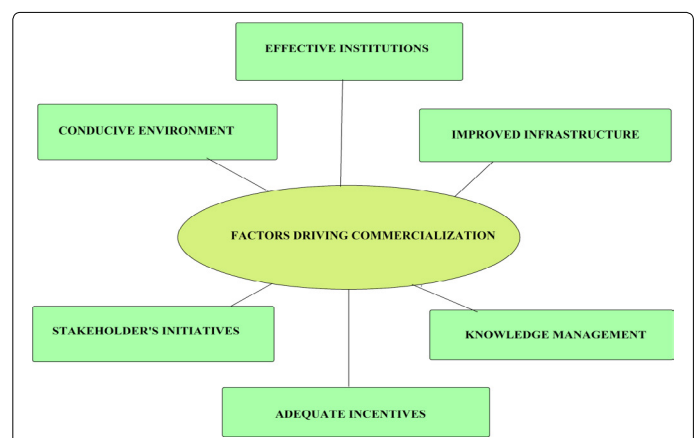 EFFECTIVE INSTITUTIONS
CONDUCIVE ENVIRONMENT
IMPROVED INFRASTRUCTURE
FACTORS DRIVING COMMERCIALIZATION
STAKEHOLDER'S INITIATIVES
KNOWLEDGE MANAGEMENT
ADEQUATE INCENTIVES